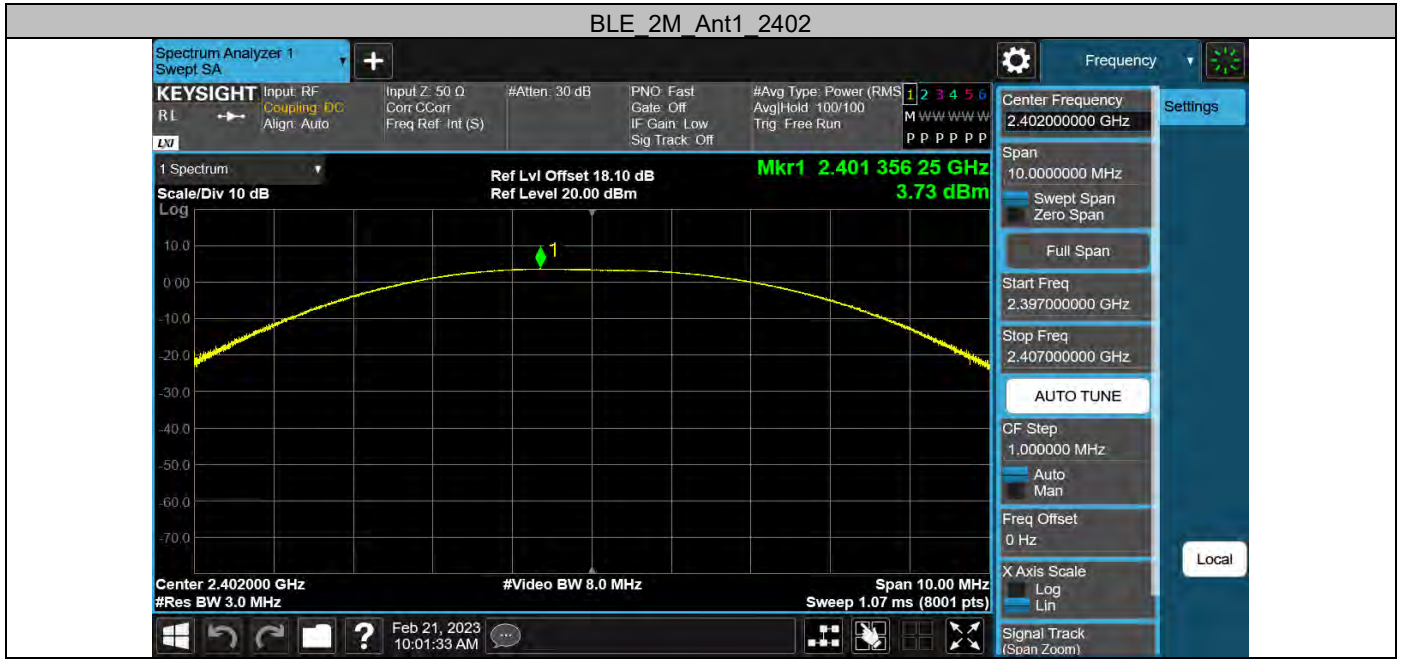 BLE_2M_Ant1_2402
Spectrum Analyzer 1
Swept SA
Frequency
KEYSIGHT
RL
LXI
Input: RF
Coupling: DC
Align: Auto
Input Z: 50 Ω
Corr CCorr
Freq Ref: Int (S)
#Atten: 30 dB
PNO: Fast
Gate: Off
IF Gain: Low
Sig Track: Off
#Avg Type: Power (RMS
Avg|Hold: 100/100
Trig: Free Run
1 2 3 4 5 6
M W W W W W
P P P P P P
1 Spectrum
Scale/Div 10 dB
Log
Ref Lvl Offset 18.10 dB
Ref Level 20.00 dBm
Mkr1 2.401 356 25 GHz
3.73 dBm
1
10.0
0.00
-10.0
-20.0
-30.0
-40.0
-50.0
-60.0
-70.0
Center 2.402000 GHz
#Res BW 3.0 MHz
#Video BW 8.0 MHz
Span 10.00 MHz
Sweep 1.07 ms (8001 pts)
Feb 21, 2023
10:01:33 AM
Center Frequency
2.402000000 GHz
Settings
Span
10.0000000 MHz
Swept Span
Zero Span
Full Span
Start Freq
2.397000000 GHz
Stop Freq
2.407000000 GHz
AUTO TUNE
CF Step
1.000000 MHz
Auto
Man
Freq Offset
0 Hz
X Axis Scale
Log
Lin
Local
Signal Track
(Span Zoom)